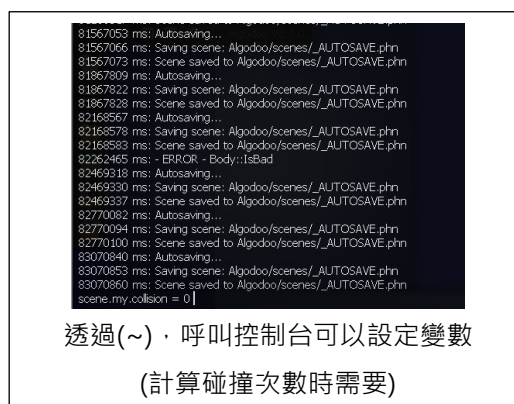 81567053 ms: Autosaving...
81567066 ms: Saving scene: Algodoo/scenes/_AUTOSAVE.phn
81567073 ms: Scene saved to Algodoo/scenes/_AUTOSAVE.phn
81867809 ms: Autosaving...
81867822 ms: Saving scene: Algodoo/scenes/_AUTOSAVE.phn
81867828 ms: Scene saved to Algodoo/scenes/_AUTOSAVE.phn
82168567 ms: Autosaving...
82168578 ms: Saving scene: Algodoo/scenes/_AUTOSAVE.phn
82168583 ms: Scene saved to Algodoo/scenes/_AUTOSAVE.phn
82262465 ms: - ERROR - Body::IsBad
82469318 ms: Autosaving...
82469330 ms: Saving scene: Algodoo/scenes/_AUTOSAVE.phn
82469337 ms: Scene saved to Algodoo/scenes/_AUTOSAVE.phn
82770082 ms: Autosaving...
82770094 ms: Saving scene: Algodoo/scenes/_AUTOSAVE.phn
82770100 ms: Scene saved to Algodoo/scenes/_AUTOSAVE.phn
83070840 ms: Autosaving...
83070853 ms: Saving scene: Algodoo/scenes/_AUTOSAVE.phn
83070860 ms: Scene saved to Algodoo/scenes/_AUTOSAVE.phn
scene.my.colision = 0
透過(~)，呼叫控制台可以設定變數
(計算碰撞次數時需要)